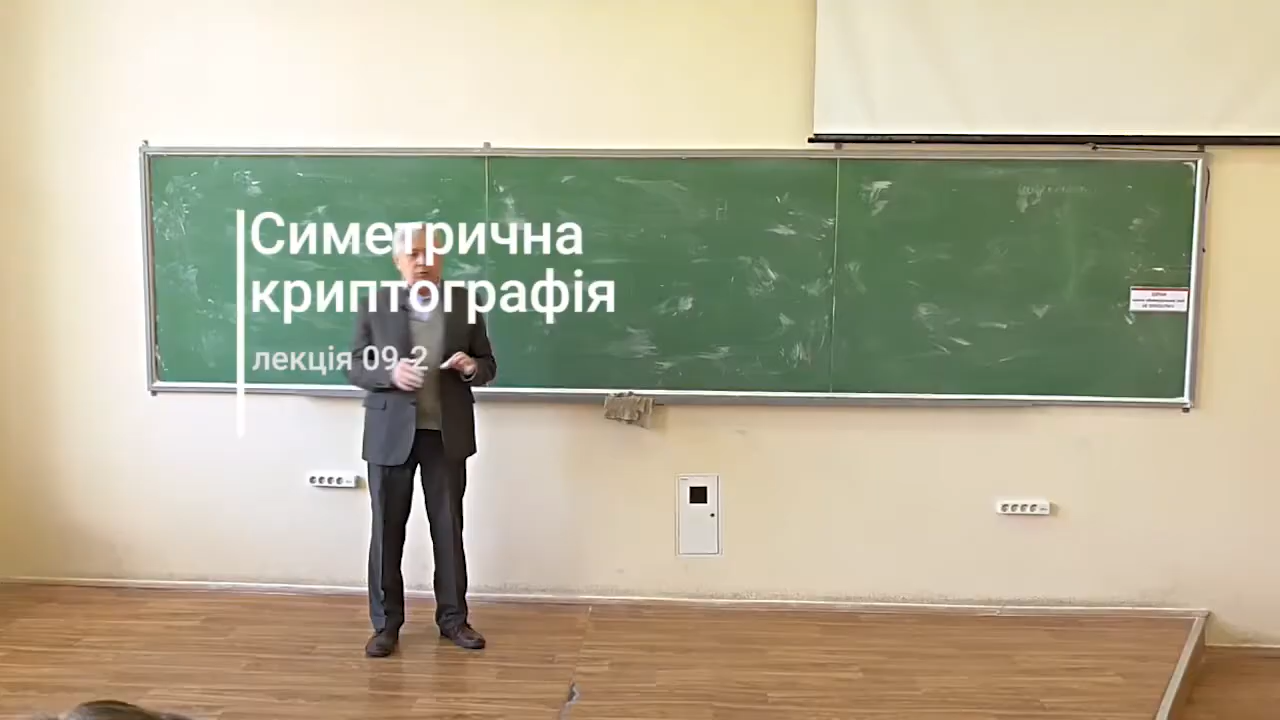 Симетрична
криптографія
лекція 09-2